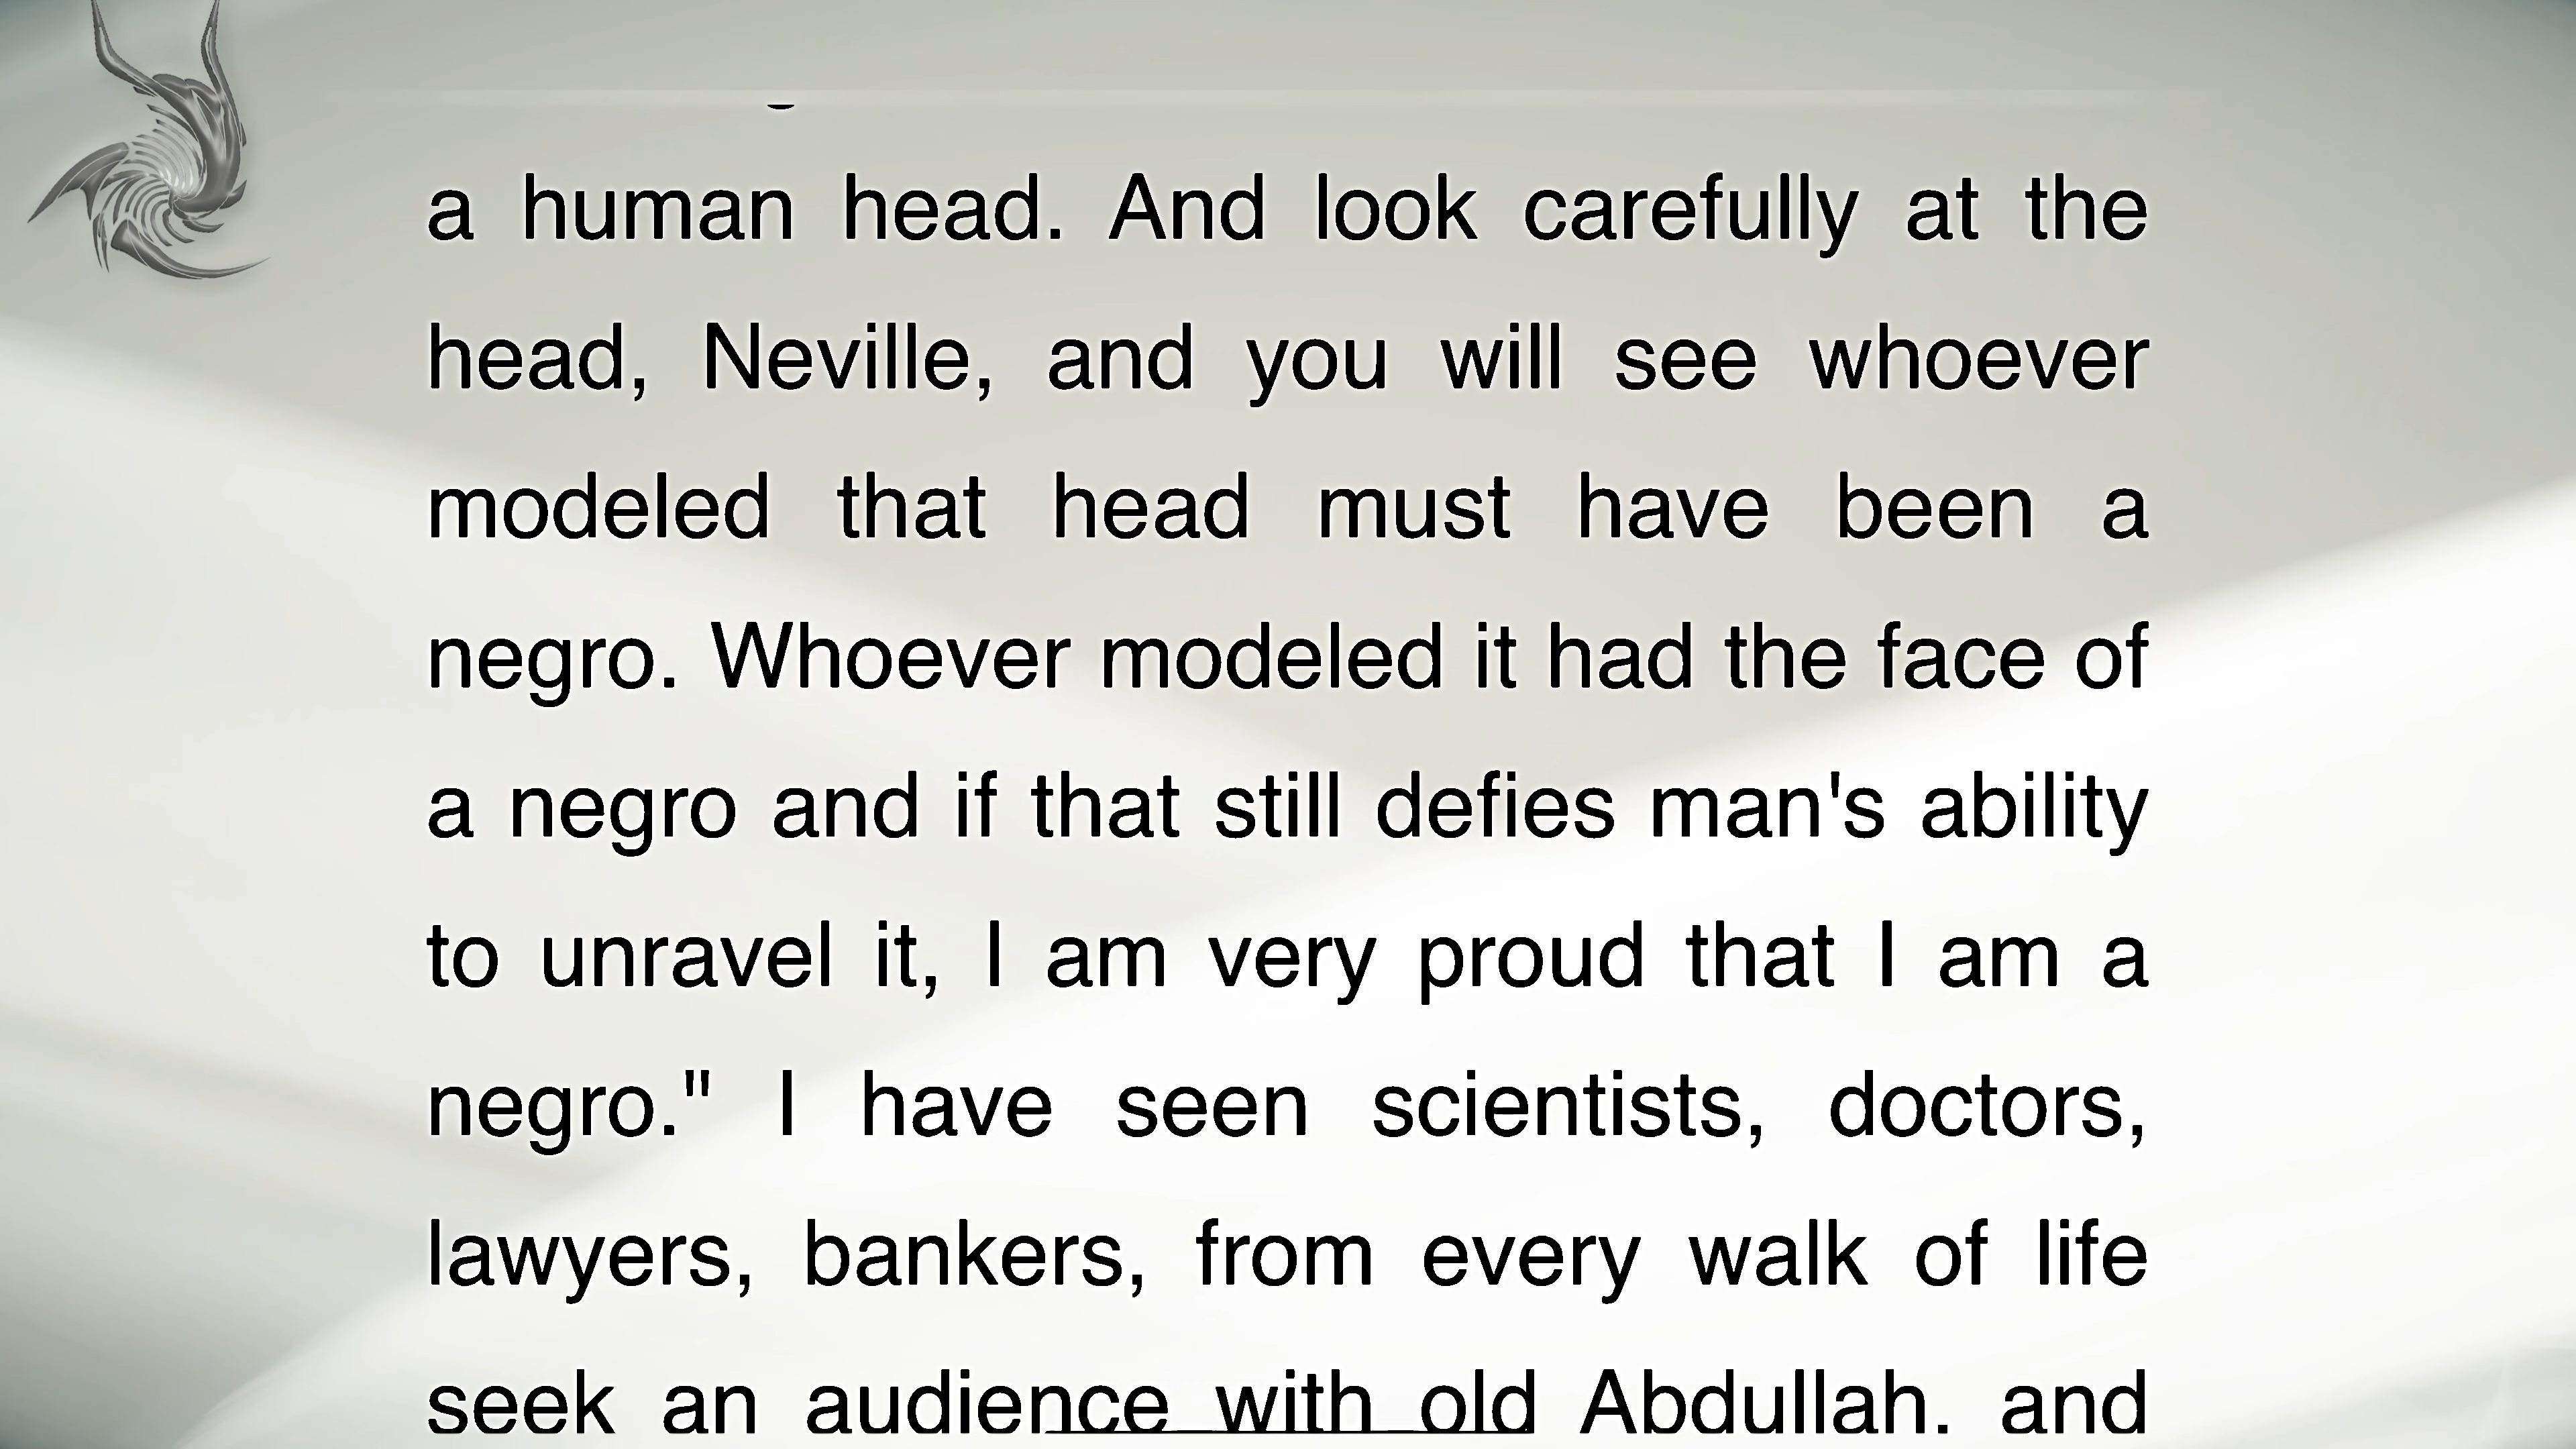 a human head. And look carefully at the
head, Neville, and you will see whoever
modeled that head must have been a
negro. Whoever modeled it had the face of
a negro and if that still defies man's ability
to unravel it, I am very proud that I am a
negro." I have seen scientists, doctors,
lawyers, bankers, from every walk of life
seek an audience with old Abdullah. and